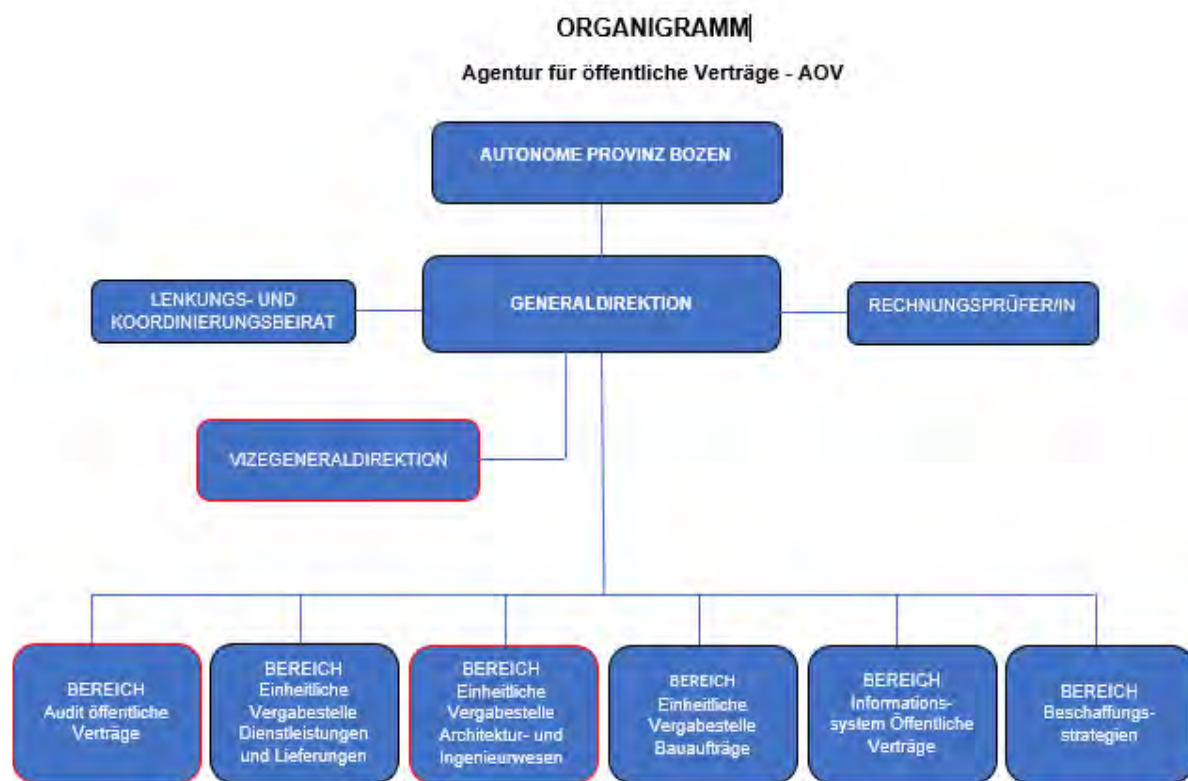 ORGANIGRAMM
Agentur für öffentliche Verträge - AOV
AUTONOME PROVINZ BOZEN
LENKUNGS- UND
KOORDINIERUNGSBEIRAT
GENERALDIREKTION
RECHNUNGSPRÜFER/IN
VIZEGENERALDIREKTION
BEREICH
Audit öffentliche
Verträge
BEREICH
Einheitliche
Vergabestelle
Dienstleistungen
und Lieferungen
BEREICH
Einheitliche
Vergabestelle
Architektur- und
Ingenieurwesen
BEREICH
Einheitliche
Vergabestelle
Bauaufträge
BEREICH
Informations-
system Öffentliche
Verträge
BEREICH
Beschaffungs-
strategien